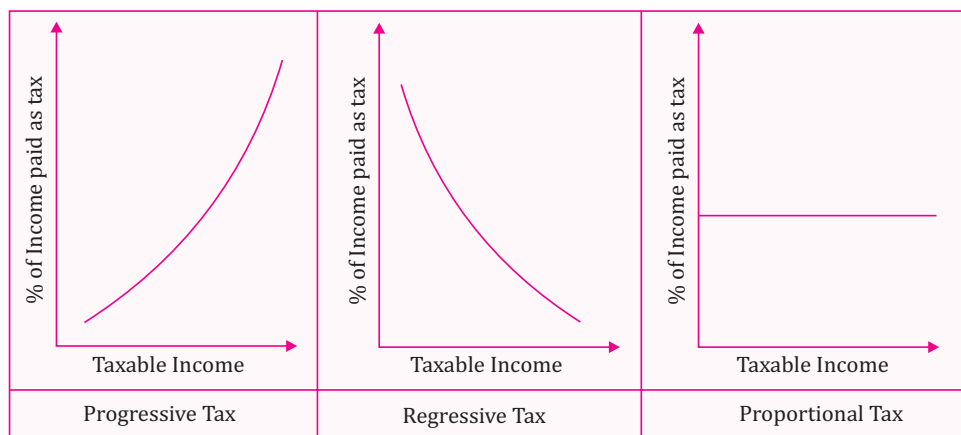 % of Income paid as tax
Taxable Income
Progressive Tax
% of Income paid as tax
Taxable Income
Regressive Tax
% of Income paid as tax
Taxable Income
Proportional Tax